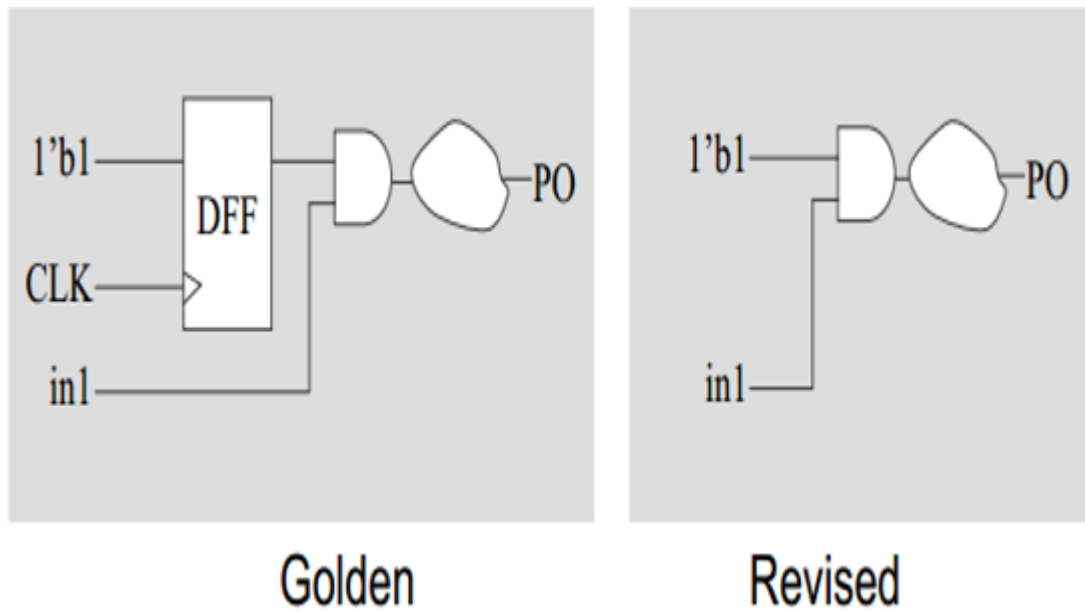 1'b1
DFF
CLK
in1
PO
Golden
1'b1
in1
PO
Revised